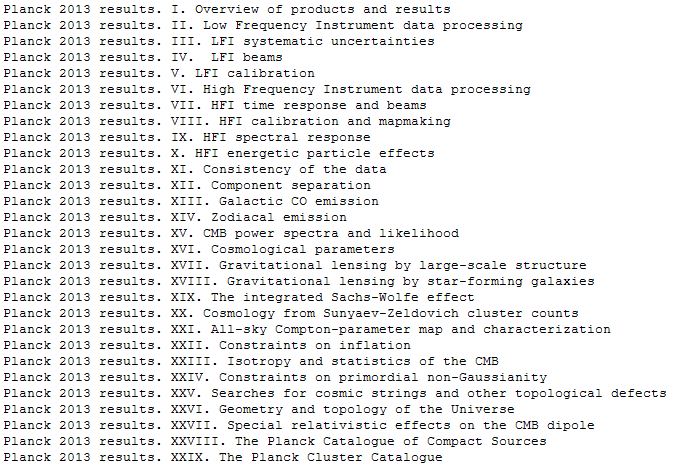 Planck 2013 results. I. Overview of products and results
Planck 2013 results. II. Low Frequency Instrument data processing
Planck 2013 results. III. LFI systematic uncertainties
Planck 2013 results. IV.  LFI beams
Planck 2013 results. V. LFI calibration
Planck 2013 results. VI. High Frequency Instrument data processing
Planck 2013 results. VII. HFI time response and beams
Planck 2013 results. VIII. HFI calibration and mapmaking
Planck 2013 results. IX. HFI spectral response
Planck 2013 results. X. HFI energetic particle effects
Planck 2013 results. XI. Consistency of the data
Planck 2013 results. XII. Component separation
Planck 2013 results. XIII. Galactic CO emission
Planck 2013 results. XIV. Zodiacal emission
Planck 2013 results. XV. CMB power spectra and likelihood
Planck 2013 results. XVI. Cosmological parameters
Planck 2013 results. XVII. Gravitational lensing by large-scale structure
Planck 2013 results. XVIII. Gravitational lensing by star-forming galaxies
Planck 2013 results. XIX. The integrated Sachs-Wolfe effect
Planck 2013 results. XX. Cosmology from Sunyaev-Zeldovich cluster counts
Planck 2013 results. XXI. All-sky Compton-parameter map and characterization
Planck 2013 results. XXII. Constraints on inflation
Planck 2013 results. XXIII. Isotropy and statistics of the CMB
Planck 2013 results. XXIV. Constraints on primordial non-Gaussianity
Planck 2013 results. XXV. Searches for cosmic strings and other topological defects
Planck 2013 results. XXVI. Geometry and topology of the Universe
Planck 2013 results. XXVII. Special relativistic effects on the CMB dipole
Planck 2013 results. XXVIII. The Planck Catalogue of Compact Sources
Planck 2013 results. XXIX. The Planck Cluster Catalogue